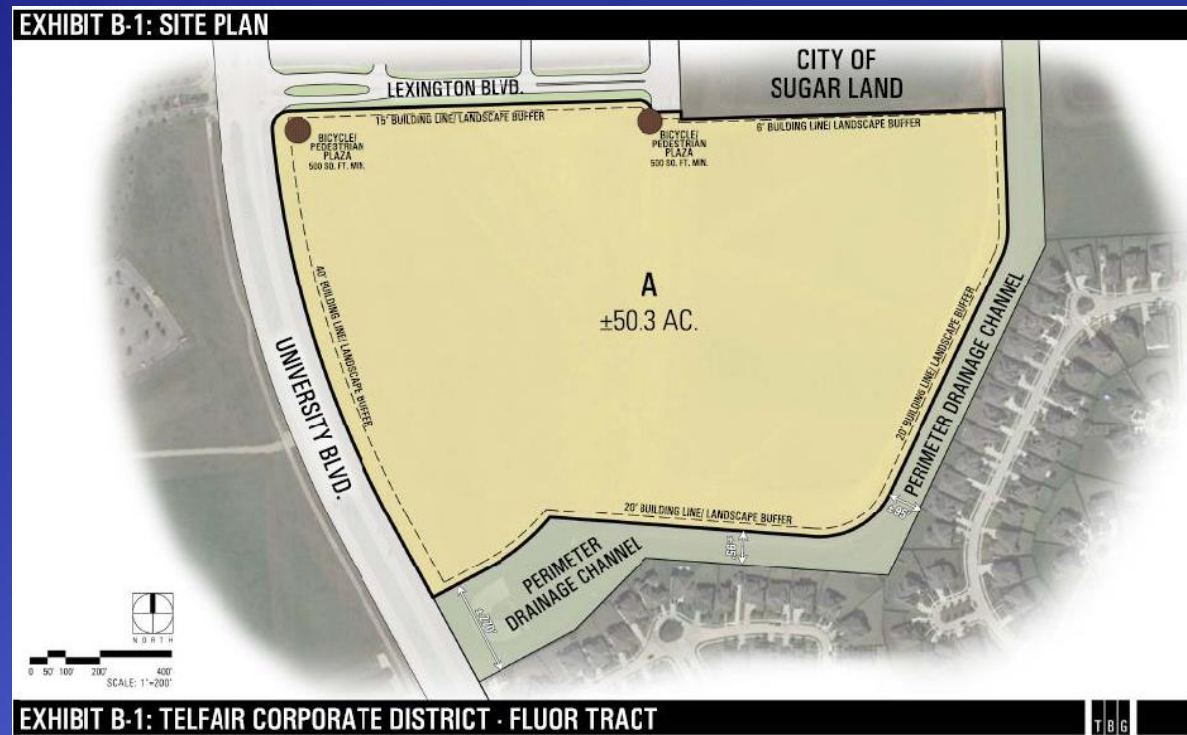 EXHIBIT B-1: SITE PLAN
CITY OF
SUGAR LAND
LEXINGTON BLVD.
15' BUILDING LINE/ LANDSCAPE BUFFER
6' BUILDING LINE/ LANDSCAPE BUFFER
BICYCLE/
PEDESTRIAN
PLAZA
500 SQ. FT. MIN.
BICYCLE/
PEDESTRIAN
PLAZA
500 SQ. FT. MIN.
A
±50.3 AC.
40' BUILDING LINE/ LANDSCAPE BUFFER
UNIVERSITY BLVD.
20' BUILDING LINE/ LANDSCAPE BUFFER
PERIMETER DRAINAGE CHANNEL
20' BUILDING LINE/ LANDSCAPE BUFFER
PERIMETER
DRAINAGE CHANNEL
±270'
NORTH
0 50' 100' 200' 400'
SCALE: 1"=200'
EXHIBIT B-1: TELFAIR CORPORATE DISTRICT - FLUOR TRACT
TBG